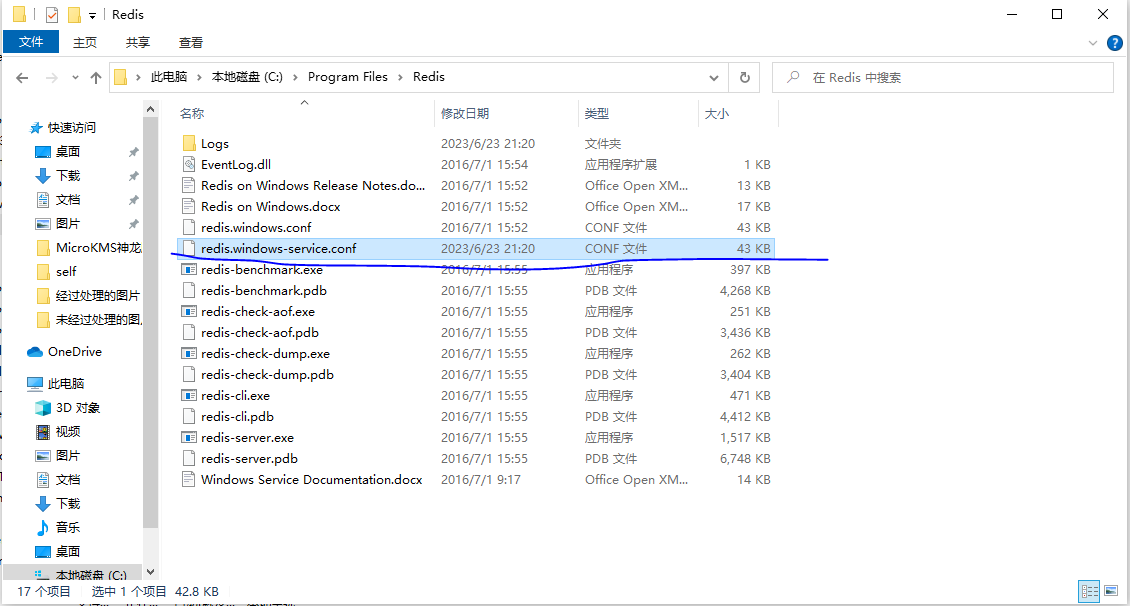 Redis
文件 主页 共享 查看
此电脑 本地磁盘 (C:) Program Files Redis 在 Redis 中搜索
名称 修改日期 类型 大小
快速访问
桌面
下载
文档
图片
MicroKMS神龙
self
经过处理的图片
未经过处理的图
OneDrive
此电脑
3D 对象
视频
图片
文档
下载
音乐
桌面
本地磁盘 (C:)
Logs 2023/6/23 21:20 文件夹
EventLog.dll 2016/7/1 15:54 应用程序扩展 1 KB
Redis on Windows Release Notes.do... 2016/7/1 15:52 Office Open XM... 13 KB
Redis on Windows.docx 2016/7/1 15:52 Office Open XM... 17 KB
redis.windows.conf 2016/7/1 15:52 CONF 文件 43 KB
redis.windows-service.conf 2023/6/23 21:20 CONF 文件 43 KB
redis-benchmark.exe 2016/7/1 15:55 应用程序 397 KB
redis-benchmark.pdb 2016/7/1 15:55 PDB 文件 4,268 KB
redis-check-aof.exe 2016/7/1 15:55 应用程序 251 KB
redis-check-aof.pdb 2016/7/1 15:55 PDB 文件 3,436 KB
redis-check-dump.exe 2016/7/1 15:55 应用程序 262 KB
redis-check-dump.pdb 2016/7/1 15:55 PDB 文件 3,404 KB
redis-cli.exe 2016/7/1 15:55 应用程序 471 KB
redis-cli.pdb 2016/7/1 15:55 PDB 文件 4,412 KB
redis-server.exe 2016/7/1 15:55 应用程序 1,517 KB
redis-server.pdb 2016/7/1 15:55 PDB 文件 6,748 KB
Windows Service Documentation.docx 2016/7/1 9:17 Office Open XM... 14 KB
17 个项目 选中 1 个项目 42.8 KB